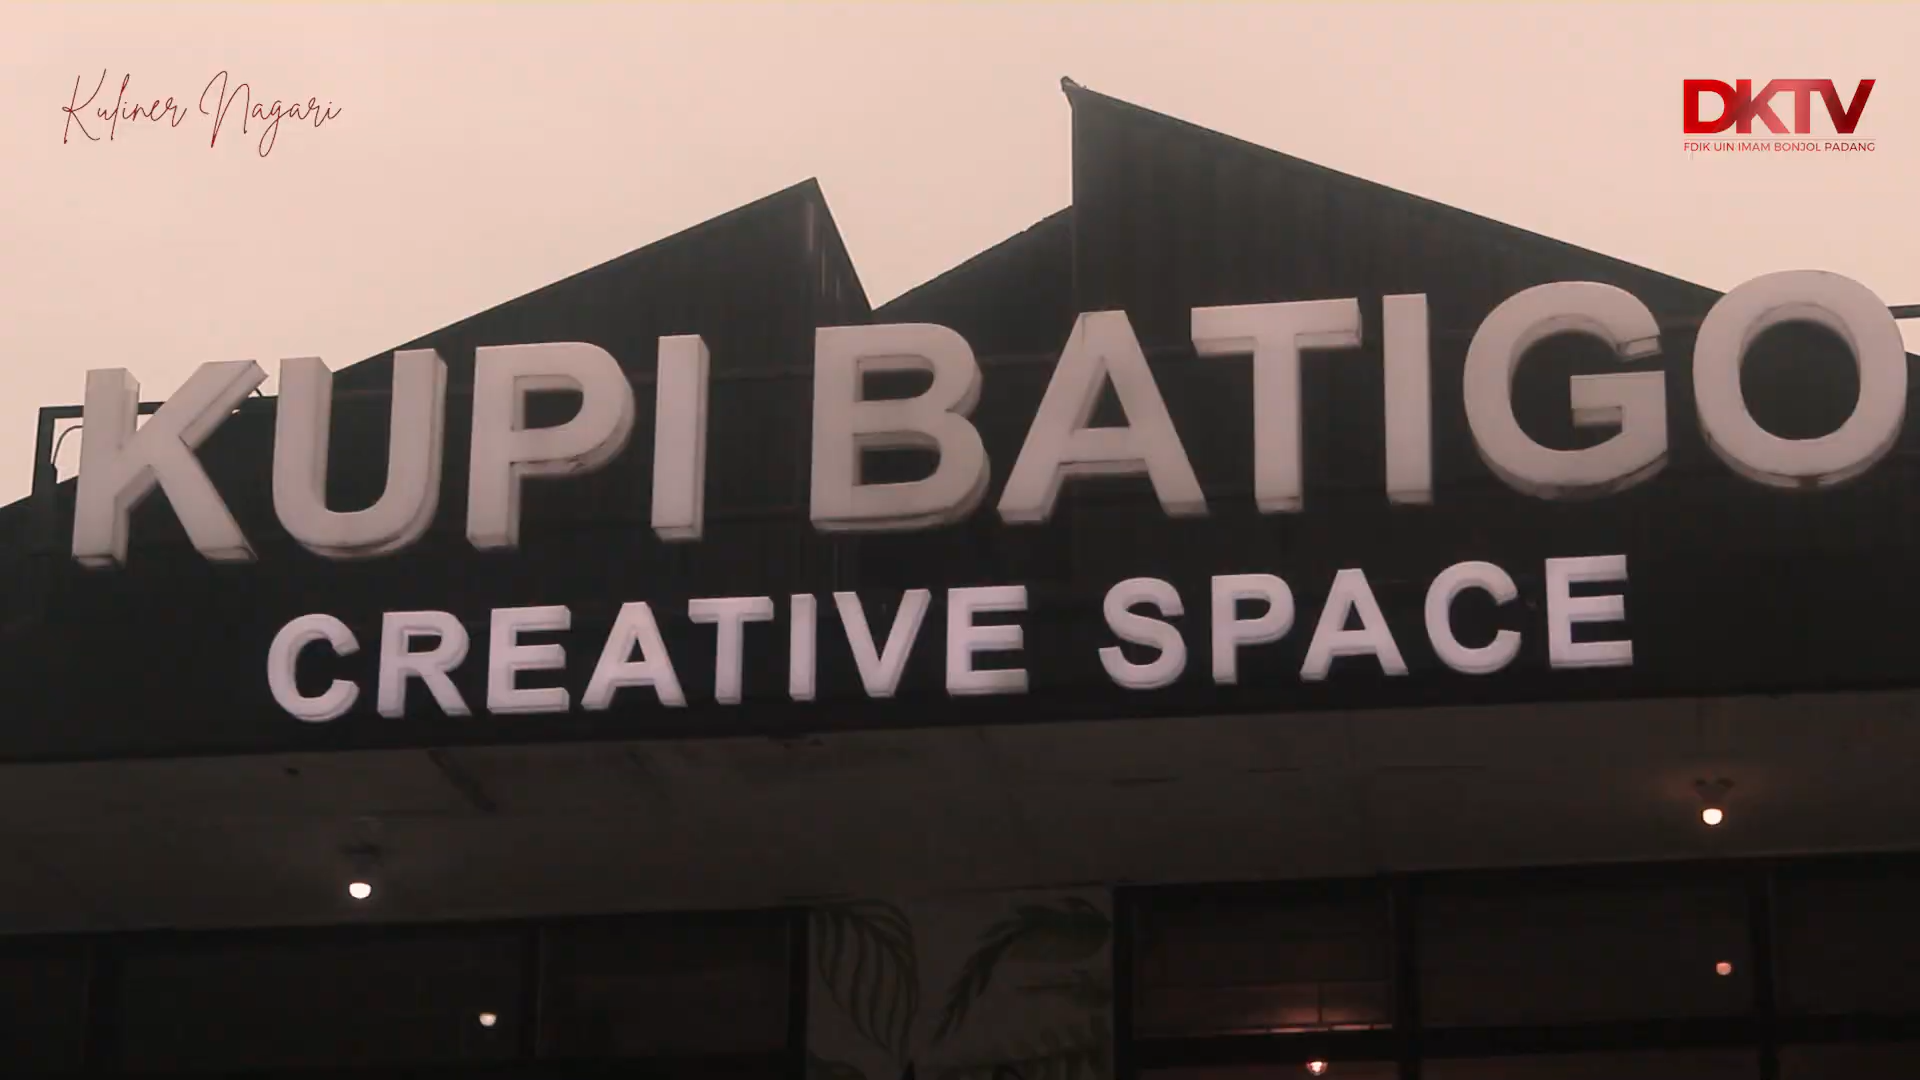 Kuliner Nagari
DKTV
FDIK UIN IMAM BONJOL PADANG
KUPI BATIGO
CREATIVE SPACE